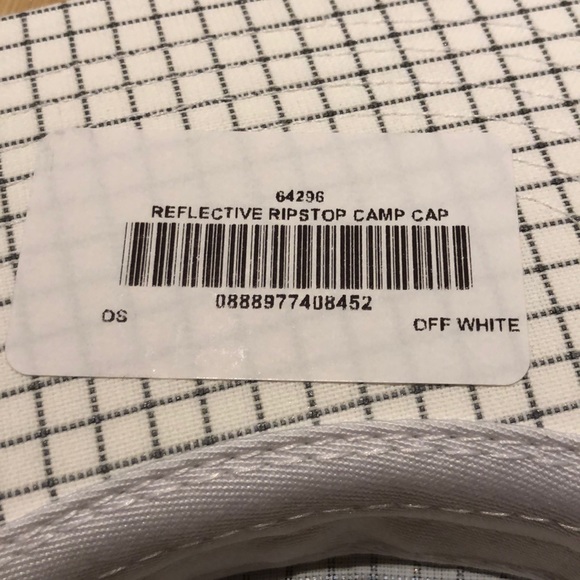 64296
REFLECTIVE RIPSTOP CAMP CAP
0888977408452
OS
OFF WHITE